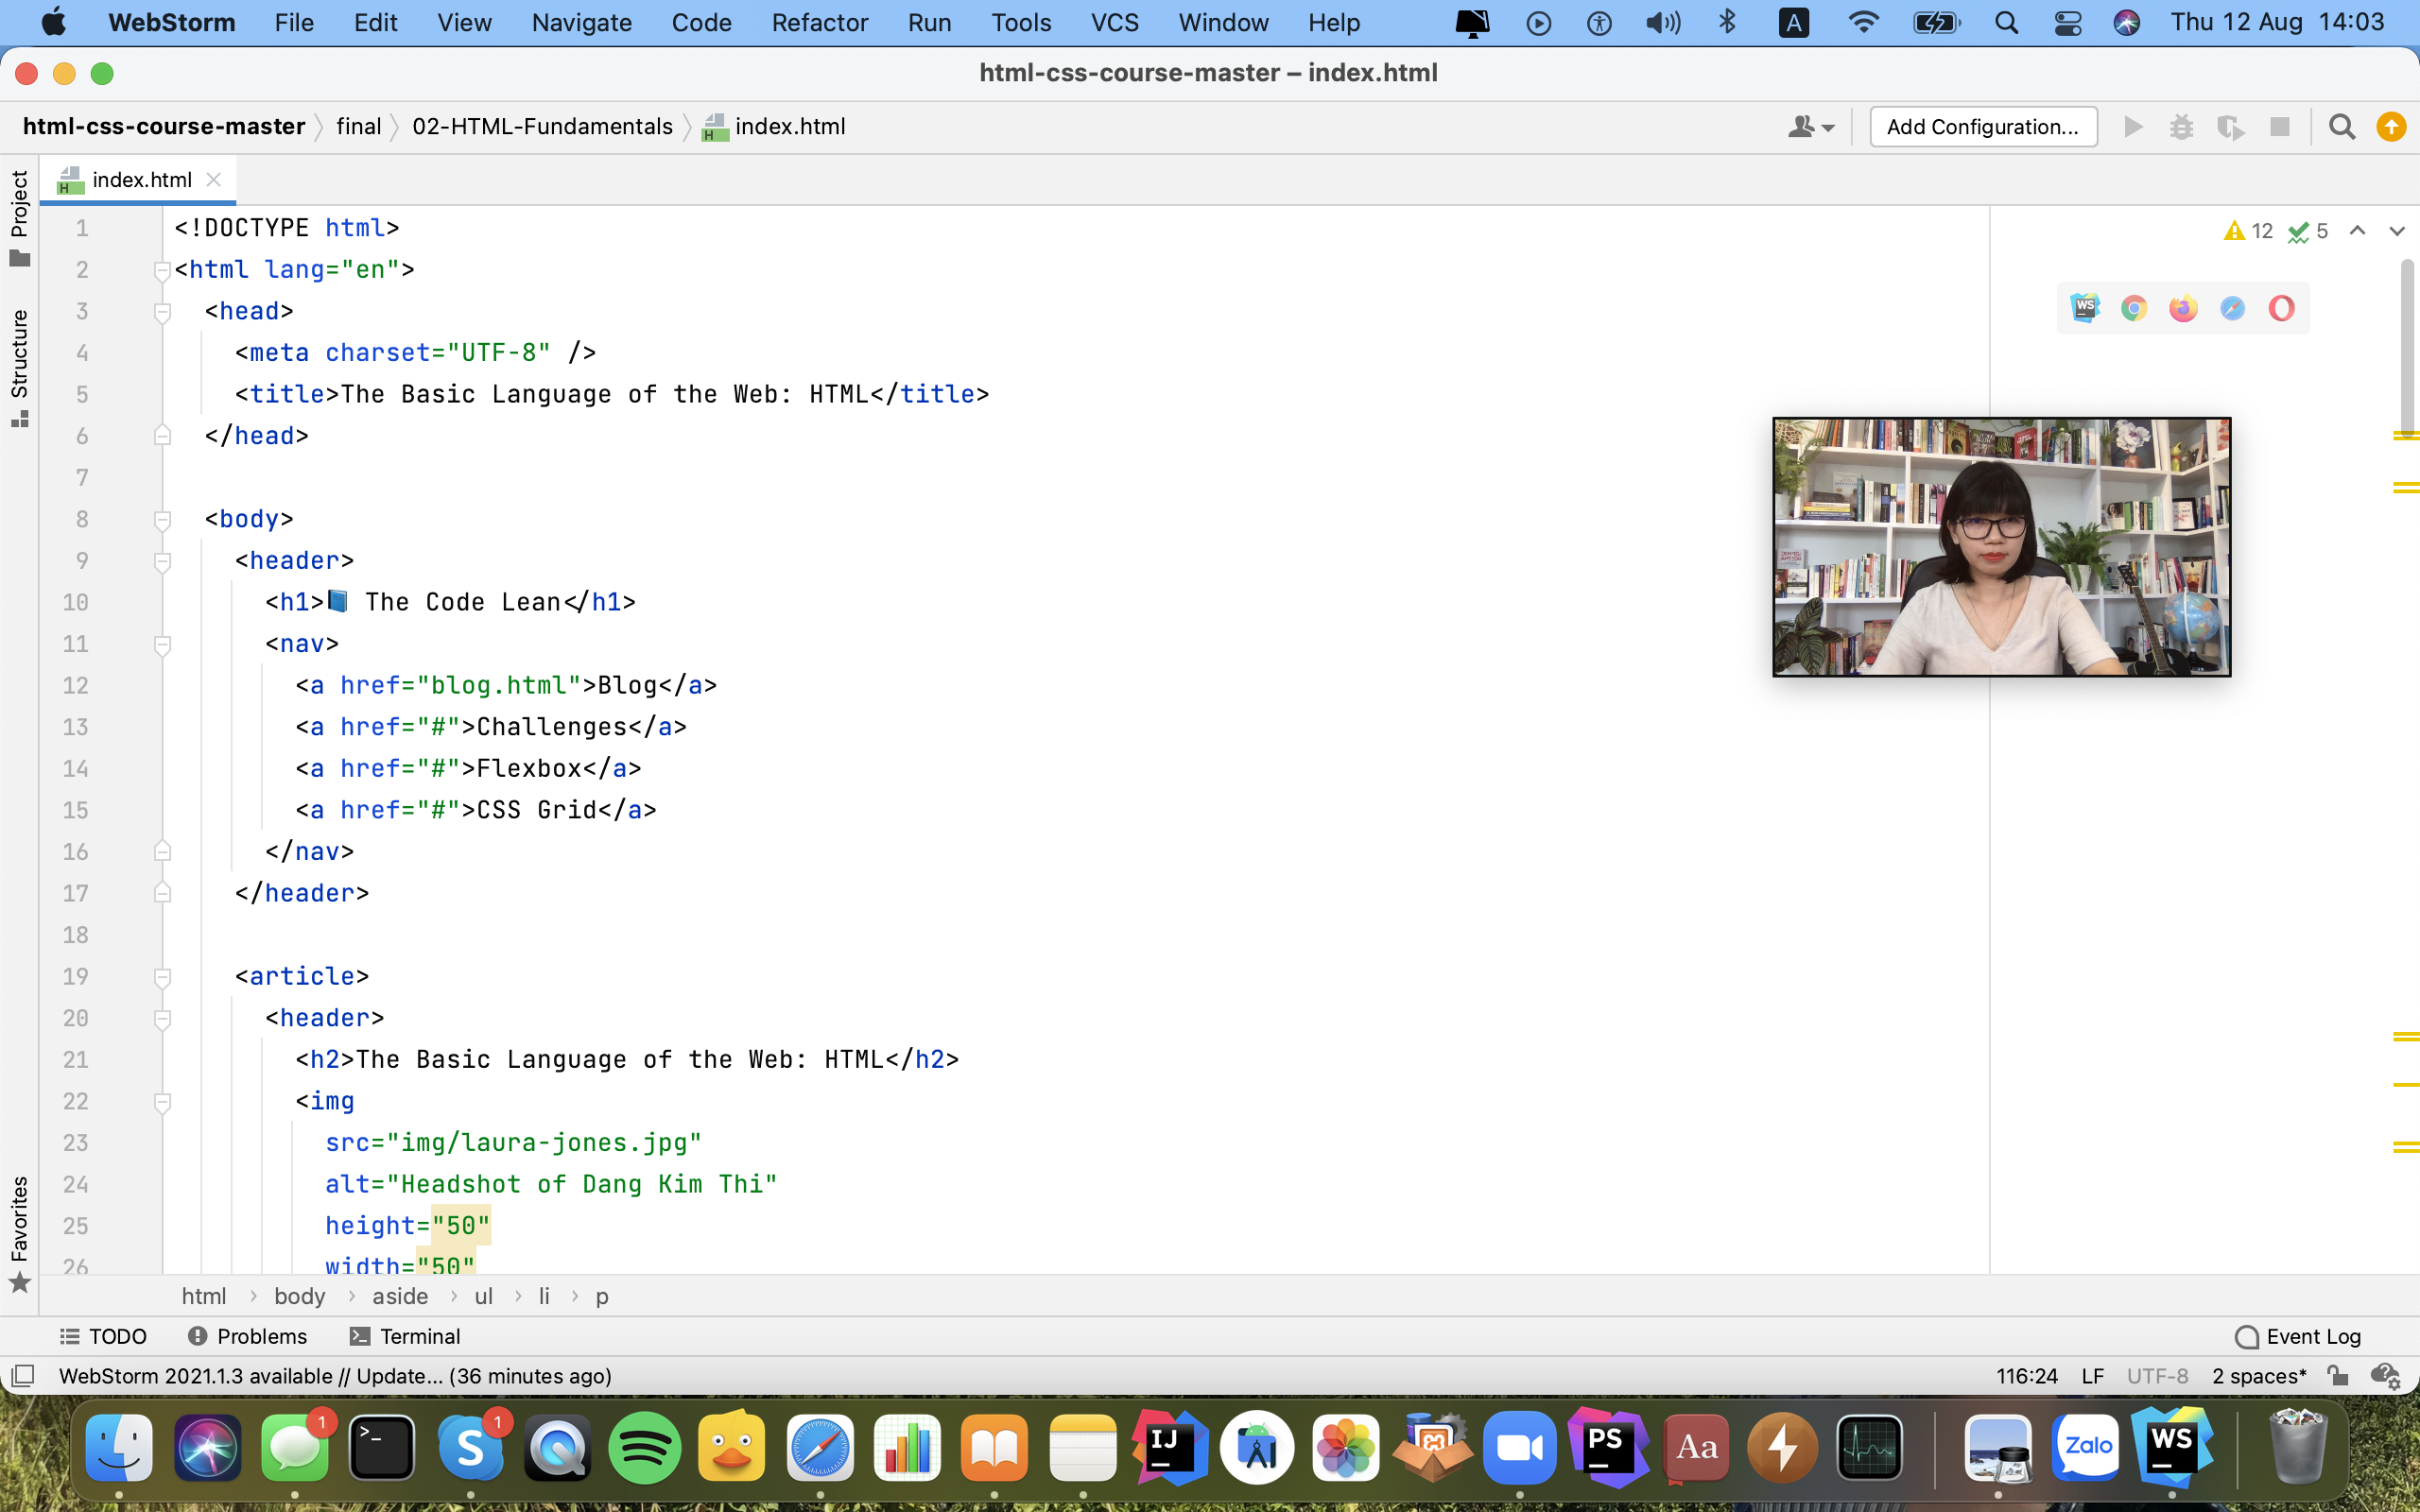 WebStorm File Edit View Navigate Code Refactor Run Tools VCS Window Help A Thu 12 Aug 14:03
html-css-course-master – index.html
html-css-course-master final 02-HTML-Fundamentals index.html Add Configuration...
Project
Structure
Favorites
index.html
12 5
1 <!DOCTYPE html>
2 <html lang="en">
3 <head>
4 <meta charset="UTF-8" />
5 <title>The Basic Language of the Web: HTML</title>
6 </head>
7
8 <body>
9 <header>
10 <h1>📘 The Code Lean</h1>
11 <nav>
12 <a href="blog.html">Blog</a>
13 <a href="#">Challenges</a>
14 <a href="#">Flexbox</a>
15 <a href="#">CSS Grid</a>
16 </nav>
17 </header>
18
19 <article>
20 <header>
21 <h2>The Basic Language of the Web: HTML</h2>
22 <img
23 src="img/laura-jones.jpg"
24 alt="Headshot of Dang Kim Thi"
25 height="50"
26 width="50"
html › body › aside › ul › li › p
TODO Problems Terminal Event Log
WebStorm 2021.1.3 available // Update... (36 minutes ago) 116:24 LF UTF-8 2 spaces*
1 S 1 IJ PS Aa Zalo WS